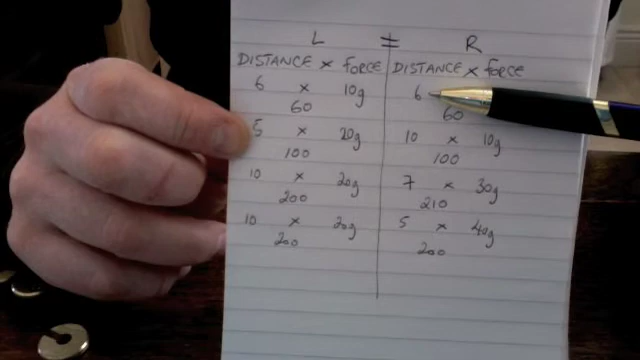 L = R
DISTANCE x FORCE DISTANCE x FORCE
6 x 10g 6
60 60
5 x 20g 10 x 10g
100 100
10 x 20g 7 x 30g
200 210
10 x 20g 5 x 40g
200 200